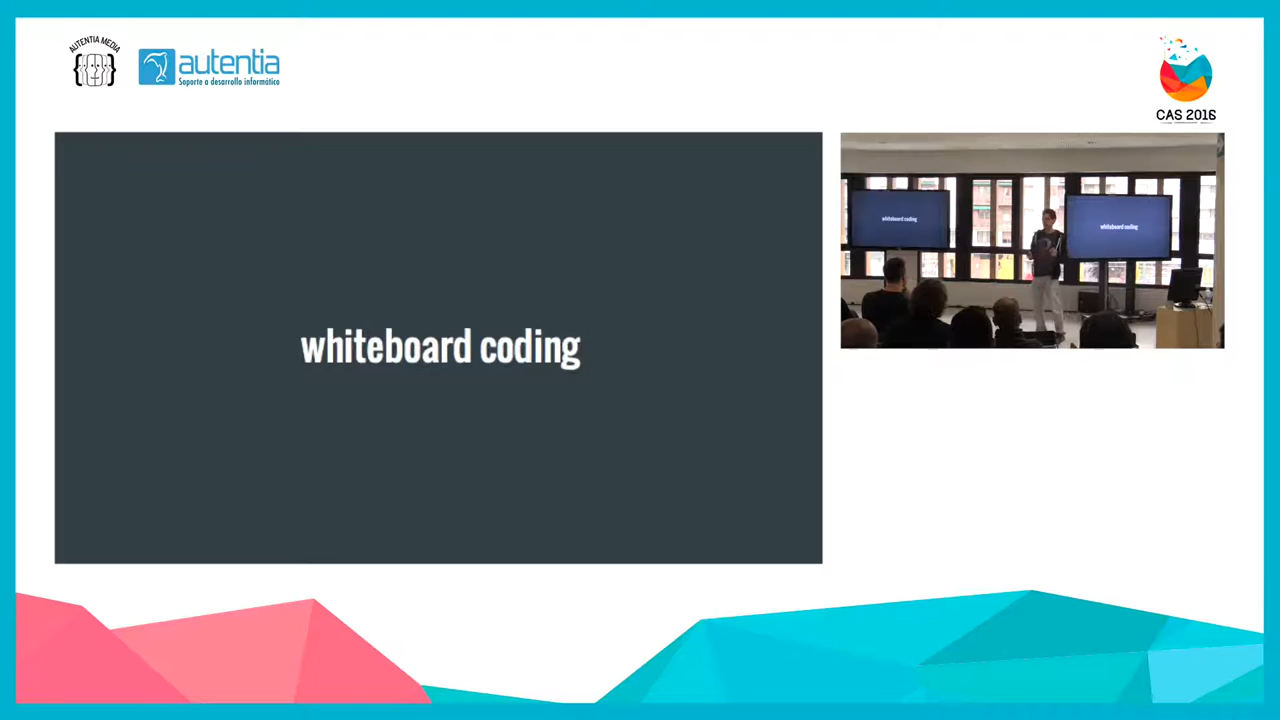 AUTENTIA MEDIA
autentia
Soporte a desarrollo informático
CAS 2016
whiteboard coding
whiteboard coding
whiteboard coding